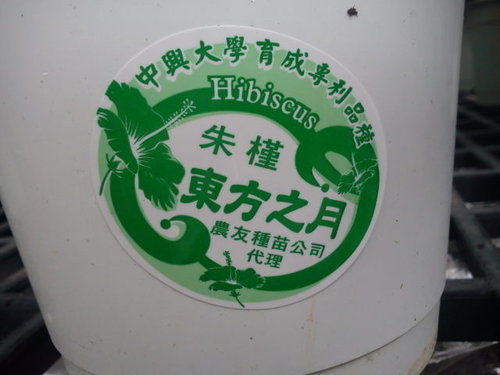 中興大學育成專利品種
Hibiscus
朱槿
東方之月
農友種苗公司
代理